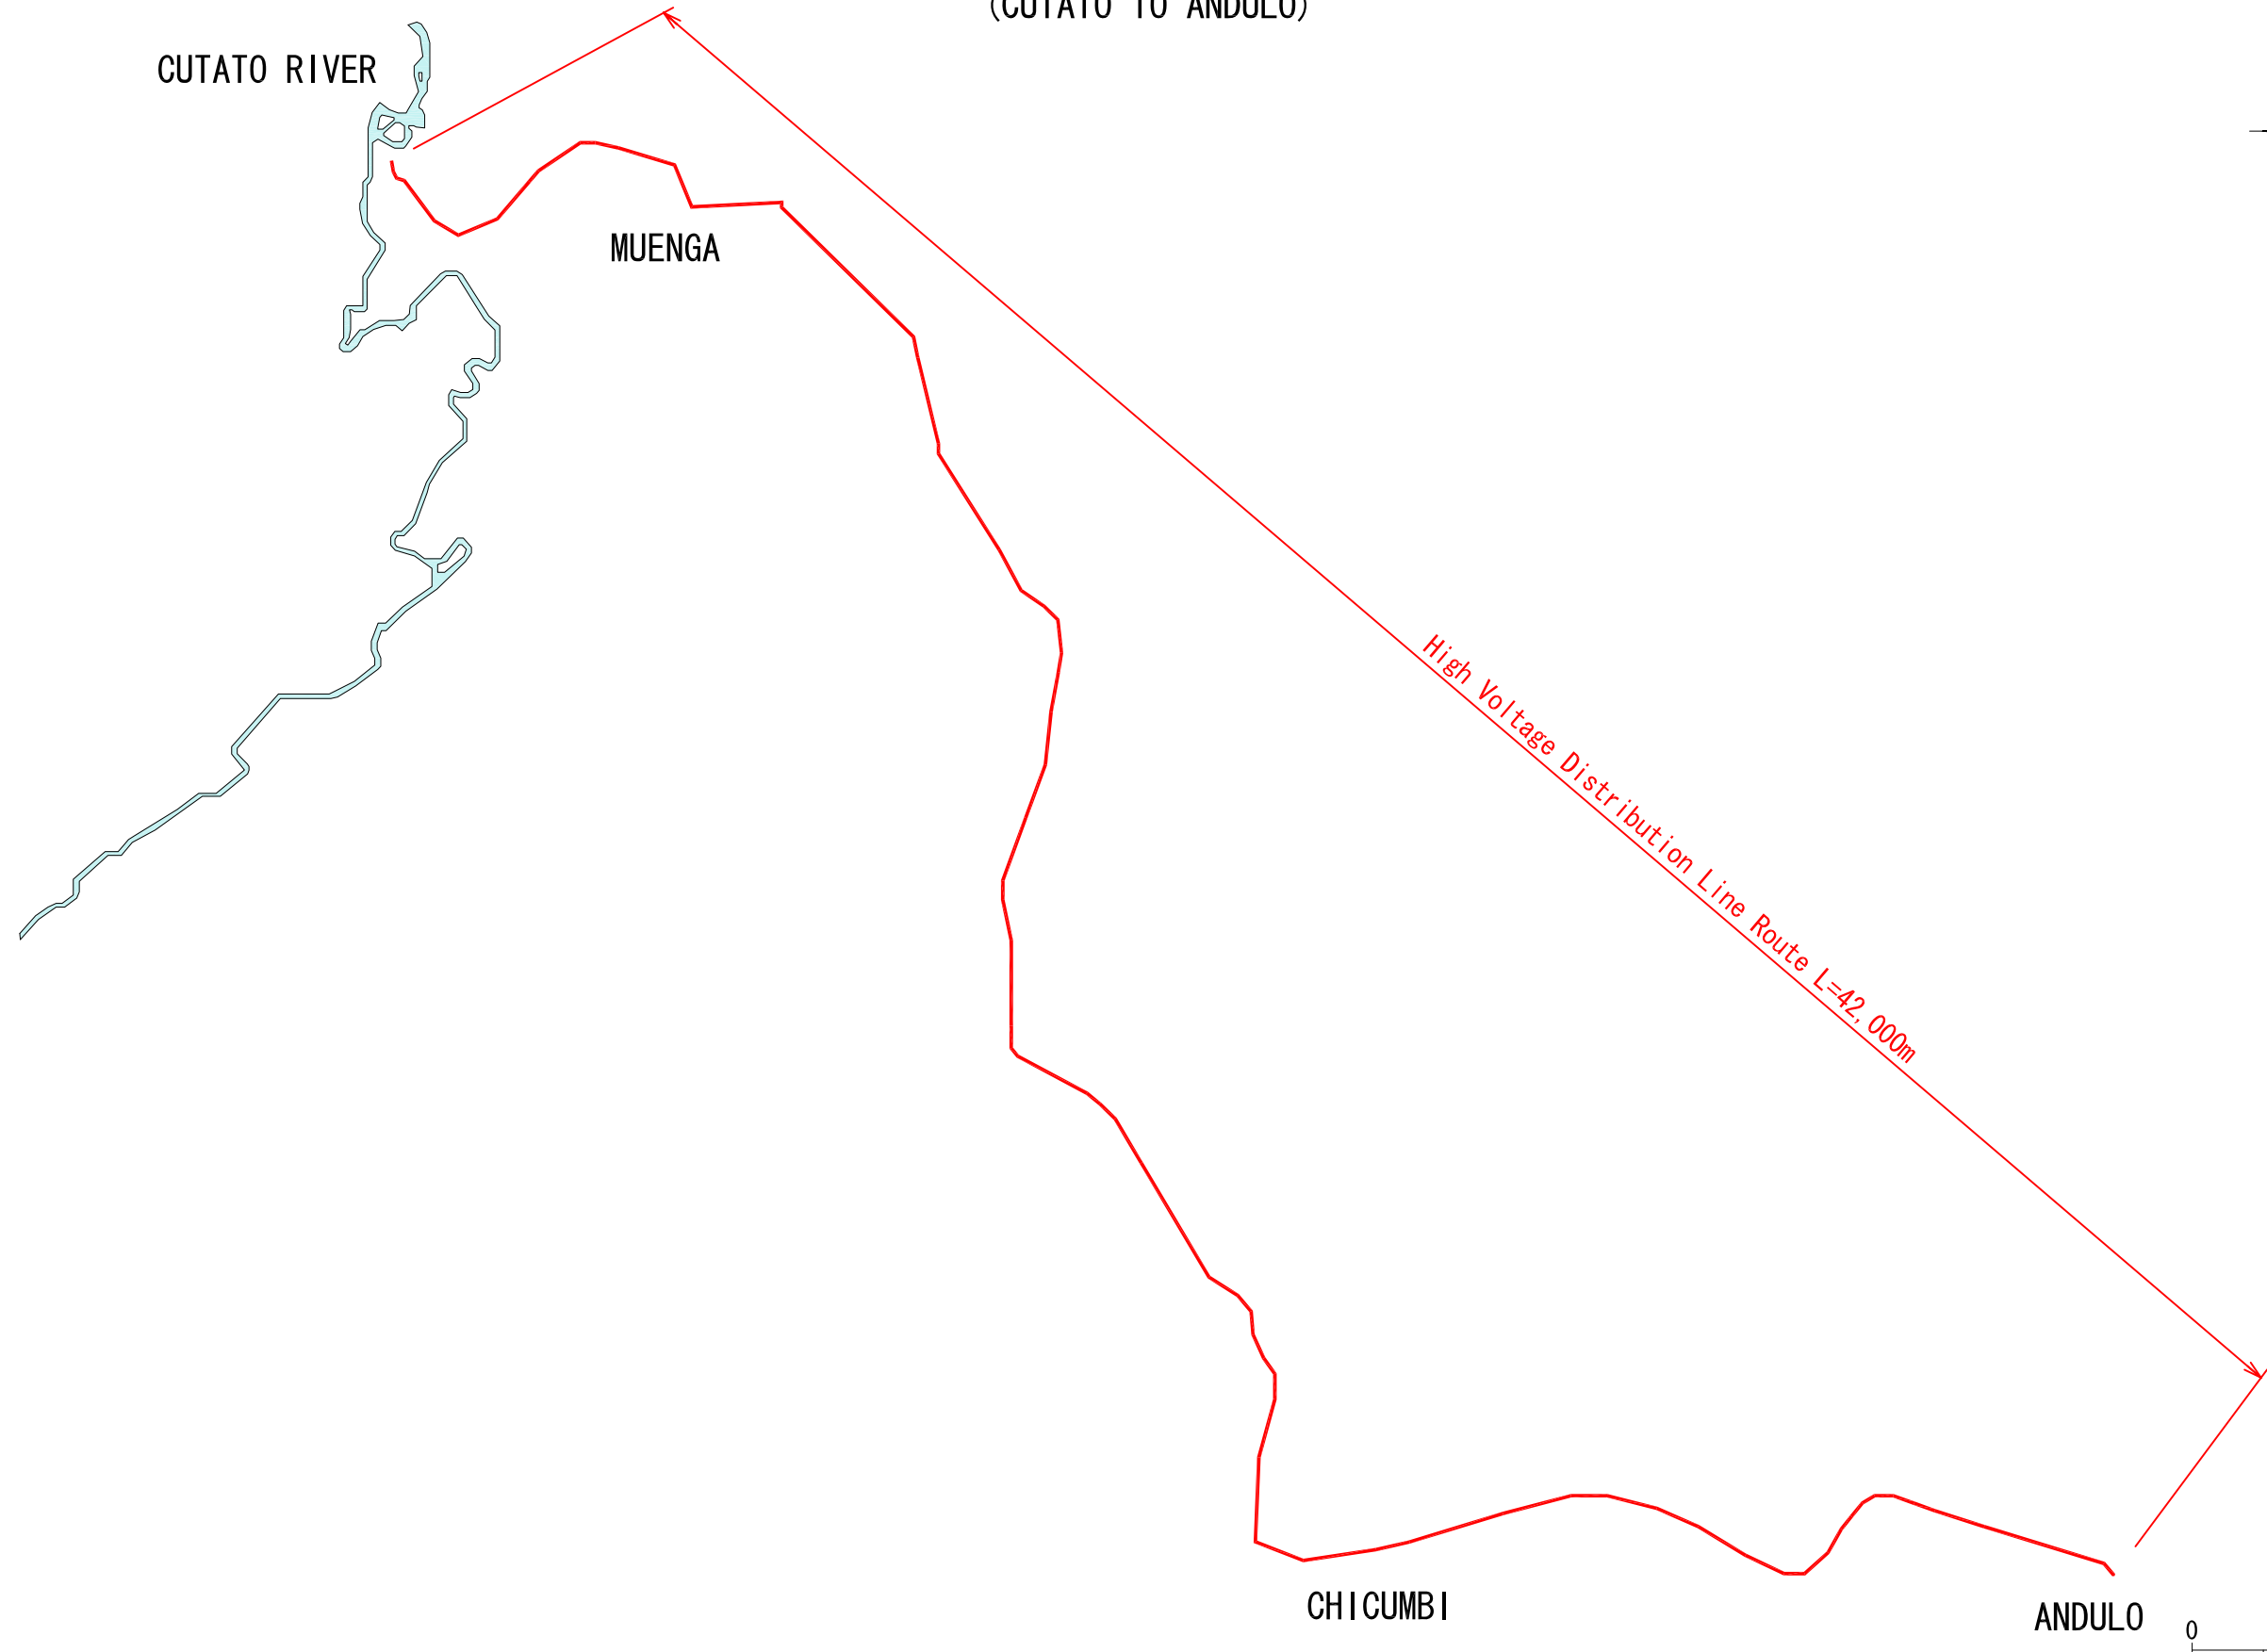 (CUTATO TO ANDULO)
CUTATO RIVER
MUENGA
High Voltage Distribution Line Route L=42,000m
CHICUMBI
ANDULO
0